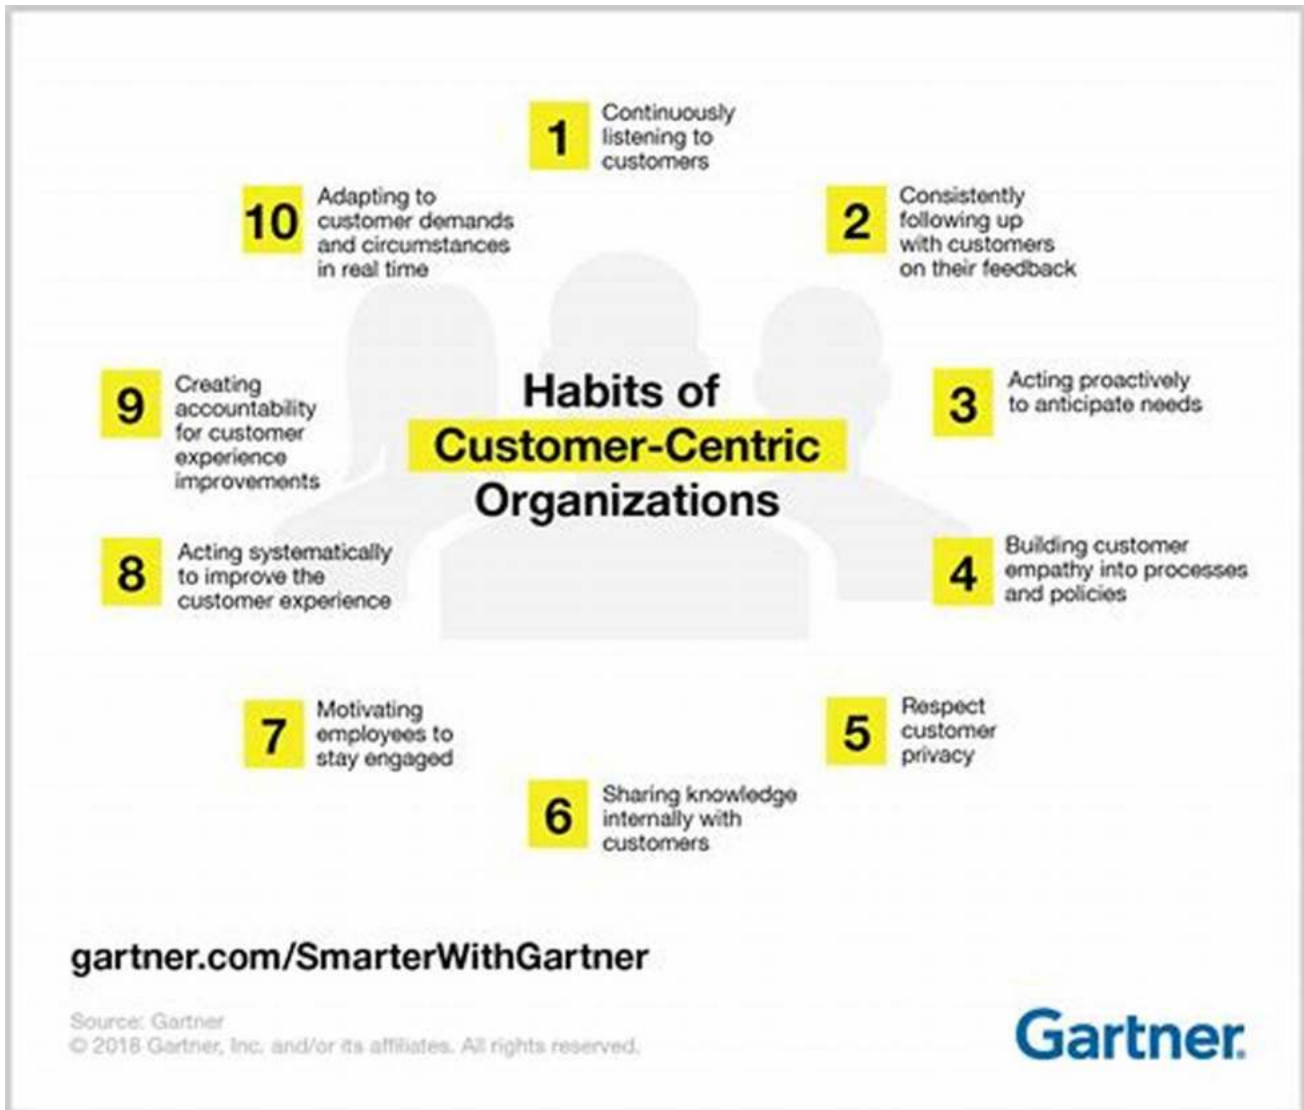 1
Continuously
listening to
customers
2
Consistently
following up
with customers
on their feedback
3
Acting proactively
to anticipate needs
4
Building customer
empathy into processes
and policies
5
Respect
customer
privacy
6
Sharing knowledge
internally with
customers
7
Motivating
employees to
stay engaged
8
Acting systematically
to improve the
customer experience
9
Creating
accountability
for customer
experience
improvements
10
Adapting to
customer demands
and circumstances
in real time
Habits of
Customer-Centric
Organizations
gartner.com/SmarterWithGartner
Source: Gartner
© 2018 Gartner, Inc. and/or its affiliates. All rights reserved.
Gartner.